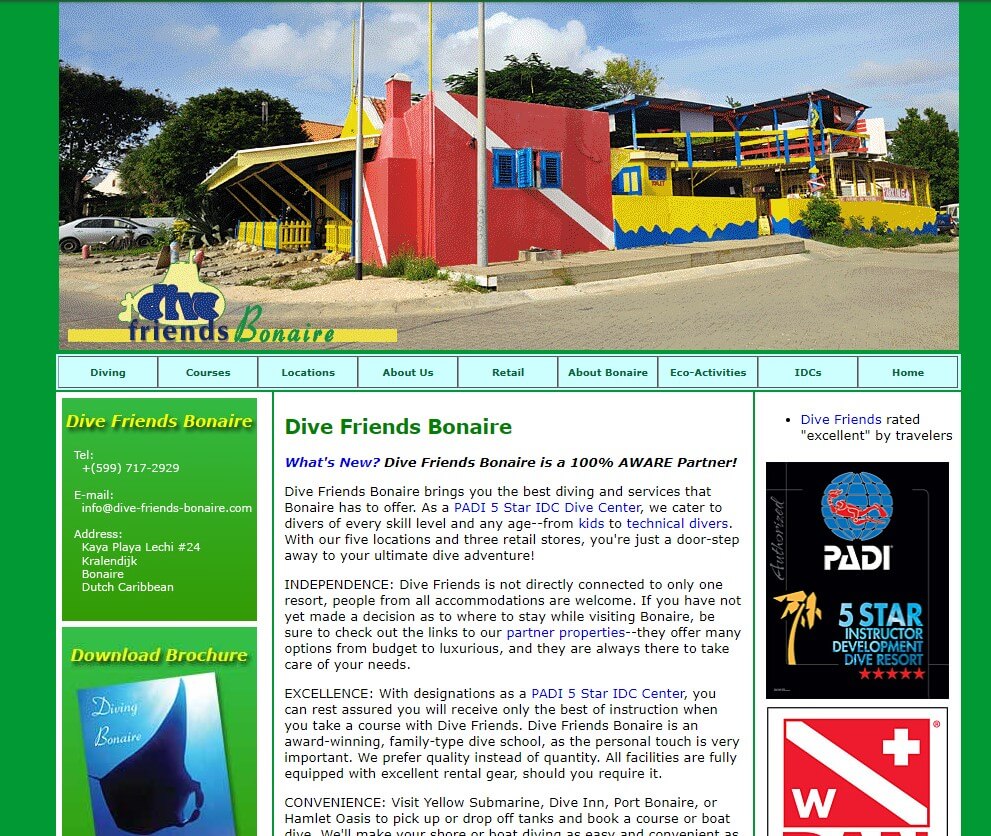 TOILET
PARKING
dive
friends Bonaire
Diving Courses Locations About Us Retail About Bonaire Eco-Activities IDCs Home
Dive Friends Bonaire
Tel:
+(599) 717-2929
E-mail:
info@dive-friends-bonaire.com
Address:
Kaya Playa Lechi #24
Kralendijk
Bonaire
Dutch Caribbean
Download Brochure
Diving
Bonaire
Dive Friends Bonaire
What's New? Dive Friends Bonaire is a 100% AWARE Partner!
Dive Friends Bonaire brings you the best diving and services that
Bonaire has to offer. As a PADI 5 Star IDC Dive Center, we cater to
divers of every skill level and any age--from kids to technical divers.
With our five locations and three retail stores, you're just a door-step
away to your ultimate dive adventure!
INDEPENDENCE: Dive Friends is not directly connected to only one
resort, people from all accommodations are welcome. If you have not
yet made a decision as to where to stay while visiting Bonaire, be
sure to check out the links to our partner properties--they offer many
options from budget to luxurious, and they are always there to take
care of your needs.
EXCELLENCE: With designations as a PADI 5 Star IDC Center, you
can rest assured you will receive only the best of instruction when
you take a course with Dive Friends. Dive Friends Bonaire is an
award-winning, family-type dive school, as the personal touch is very
important. We prefer quality instead of quantity. All facilities are fully
equipped with excellent rental gear, should you require it.
CONVENIENCE: Visit Yellow Submarine, Dive Inn, Port Bonaire, or
Hamlet Oasis to pick up or drop off tanks and book a course or boat
dive. We'll make your shore or boat diving as easy and convenient as
Dive Friends rated
"excellent" by travelers
Authorized
PADI
®
5 STAR
INSTRUCTOR
DEVELOPMENT
DIVE RESORT
®
W
DAN